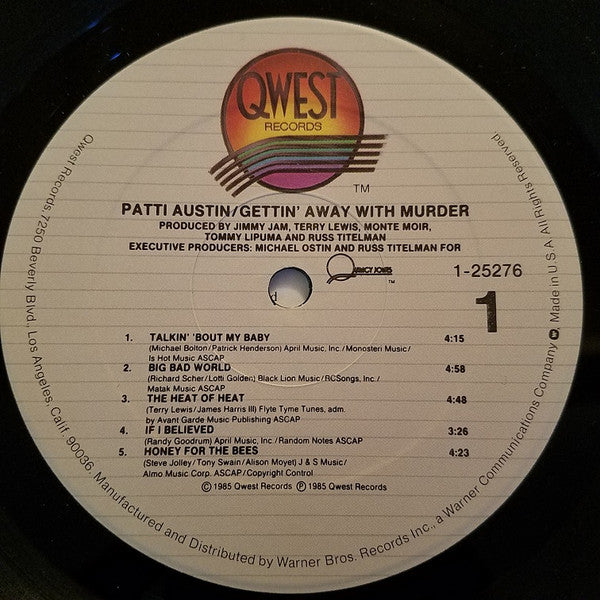 QWEST
RECORDS
TM
PATTI AUSTIN/GETTIN' AWAY WITH MURDER
PRODUCED BY JIMMY JAM, TERRY LEWIS, MONTE MOIR,
TOMMY LIPUMA AND RUSS TITELMAN
EXECUTIVE PRODUCERS: MICHAEL OSTIN AND RUSS TITELMAN FOR
QUINCY JONES
TM
1-25276
1
1. TALKIN' 'BOUT MY BABY 4:15
(Michael Bolton/Patrick Henderson) April Music, Inc./Monosteri Music/
Is Hot Music ASCAP
2. BIG BAD WORLD 4:58
(Richard Scher/Lotti Golden) Black Lion Music/RCSongs, Inc./
Matak Music ASCAP
3. THE HEAT OF HEAT 4:48
(Terry Lewis/James Harris III) Flyte Tyme Tunes, adm.
by Avant Garde Music Publishing ASCAP
4. IF I BELIEVED 3:26
(Randy Goodrum) April Music, Inc./Random Notes ASCAP
5. HONEY FOR THE BEES 4:23
(Steve Jolley/Tony Swain/Alison Moyet) J & S Music/
Almo Music Corp. ASCAP/Copyright Control
© 1985 Qwest Records ℗ 1985 Qwest Records
Qwest Records 7250 Beverly Blvd., Los Angeles, Calif. 90036, Manufactured and Distributed by Warner Bros. Records Inc., a Warner Communications Company Made in U.S.A. All Rights Reserved